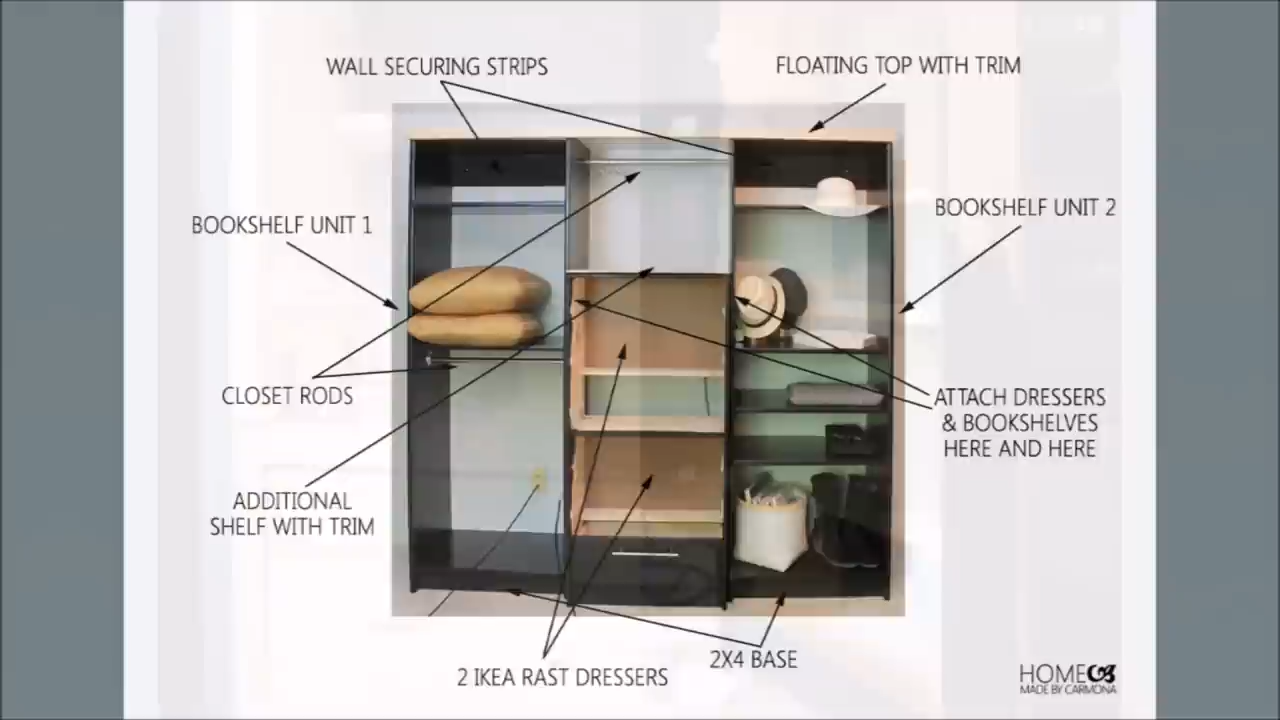 WALL SECURING STRIPS
FLOATING TOP WITH TRIM
BOOKSHELF UNIT 1
BOOKSHELF UNIT 2
CLOSET RODS
ATTACH DRESSERS
& BOOKSHELVES
HERE AND HERE
ADDITIONAL
SHELF WITH TRIM
2 IKEA RAST DRESSERS
2X4 BASE
HOME
MADE BY CARMONA